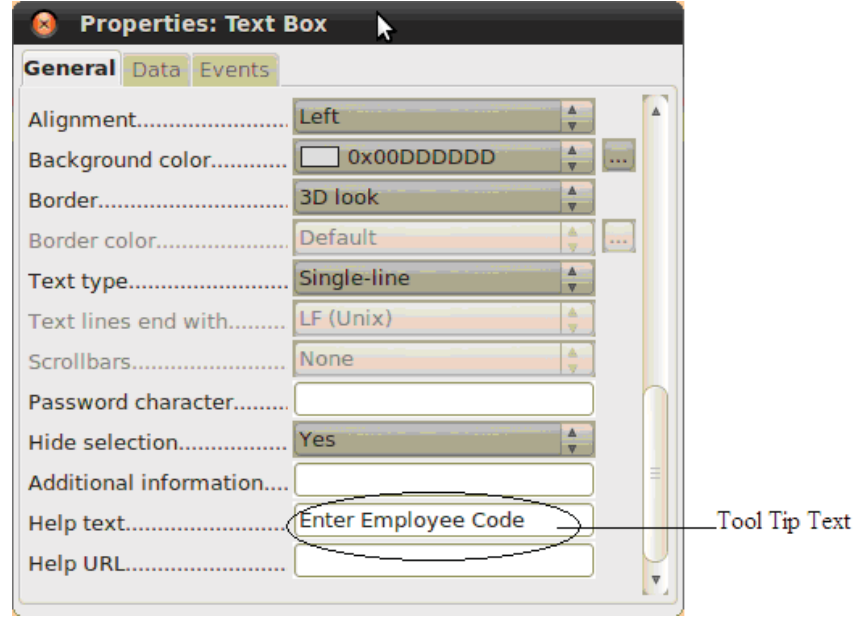 Properties: Text Box
General Data Events
Alignment....................... Left
Background color............ 0x00DDDDDD ...
Border............................. 3D look
Border color.................... Default ...
Text type........................ Single-line
Text lines end with......... LF (Unix)
Scrollbars....................... None
Password character.........
Hide selection................. Yes
Additional information....
Help text......................... Enter Employee Code Tool Tip Text
Help URL........................